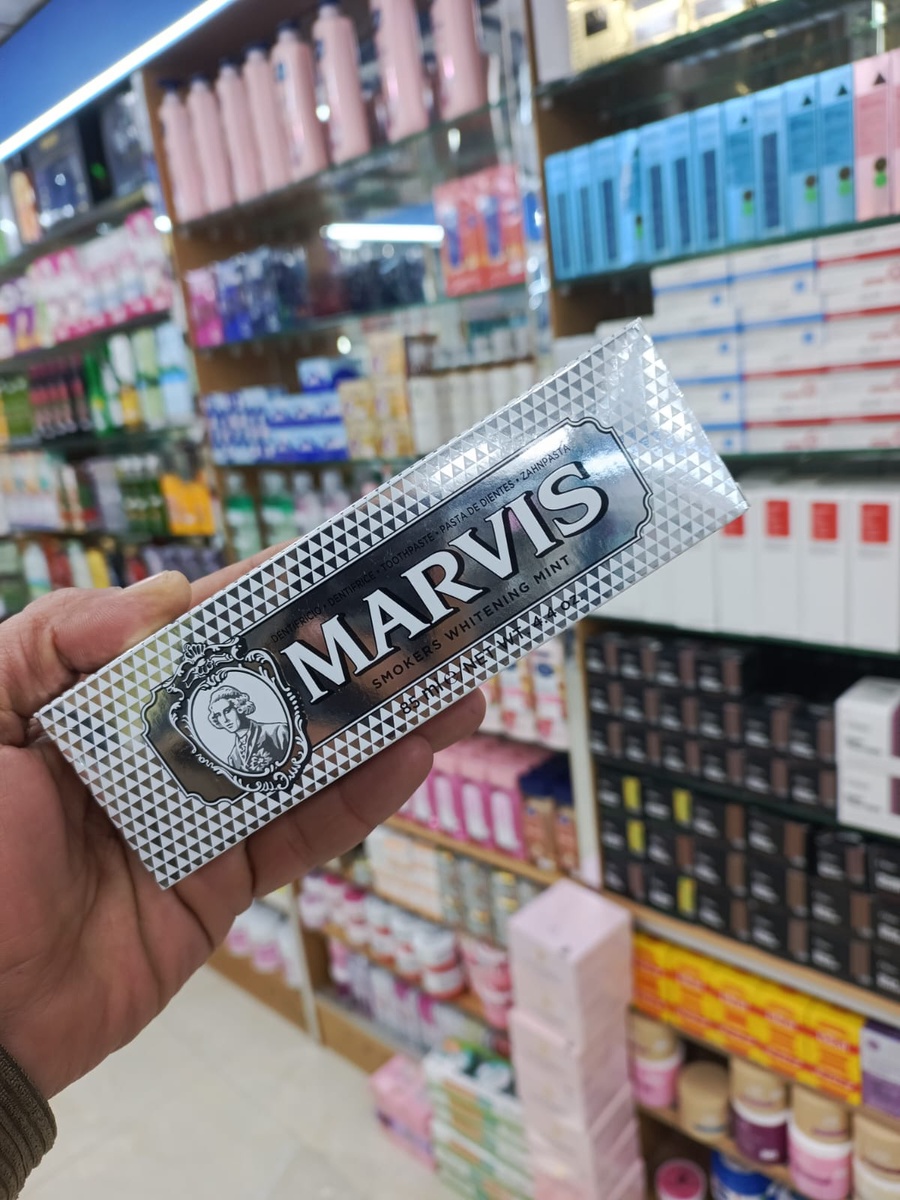 DENTIFRICIO • DENTIFRICE • TOOTHPASTE • PASTA DE DIENTES • ZAHNPASTA
MARVIS
SMOKERS WHITENING MINT
85 ml e NET WT. 4.4 oz.